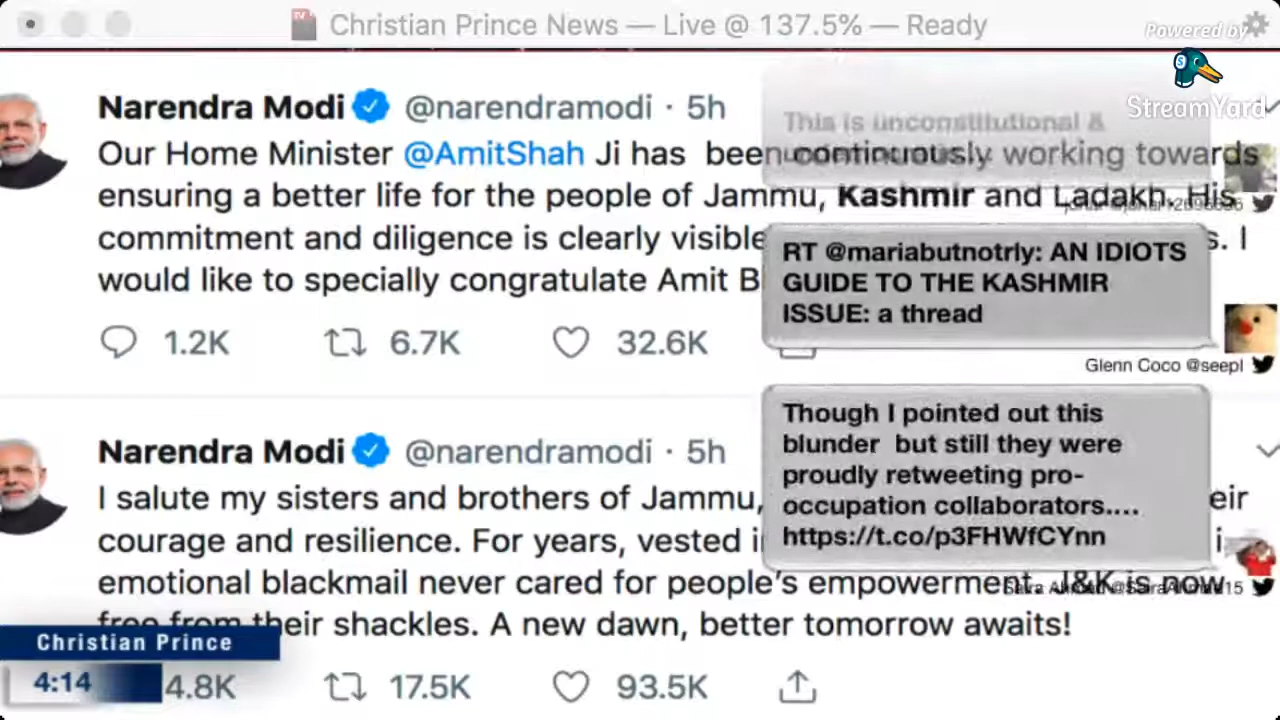 Christian Prince News — Live @ 137.5% — Ready
Powered by
StreamYard
Narendra Modi @narendramodi · 5h
Our Home Minister @AmitShah Ji has been continuously working towards
ensuring a better life for the people of Jammu, Kashmir and Ladakh. His
commitment and diligence is clearly visible s. I
would like to specially congratulate Amit B
1.2K 6.7K 32.6K
This is unconstitutional &
RT @mariabutnotrly: AN IDIOTS
GUIDE TO THE KASHMIR
ISSUE: a thread
Glenn Coco @seepl
Though I pointed out this
blunder but still they were
proudly retweeting pro-
occupation collaborators....
https://t.co/p3FHWfCYnn
Narendra Modi @narendramodi · 5h
I salute my sisters and brothers of Jammu, eir
courage and resilience. For years, vested i i
emotional blackmail never cared for people's empowerment. J&K is now
free from their shackles. A new dawn, better tomorrow awaits!
4.8K 17.5K 93.5K
Christian Prince
4:14